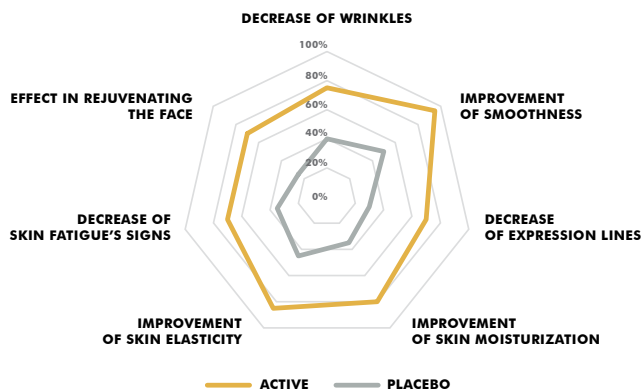 DECREASE OF WRINKLES
100%
80%
60%
40%
20%
0%
EFFECT IN REJUVENATING
THE FACE
IMPROVEMENT
OF SMOOTHNESS
DECREASE OF
SKIN FATIGUE'S SIGNS
DECREASE
OF EXPRESSION LINES
IMPROVEMENT
OF SKIN ELASTICITY
IMPROVEMENT
OF SKIN MOISTURIZATION
ACTIVE
PLACEBO